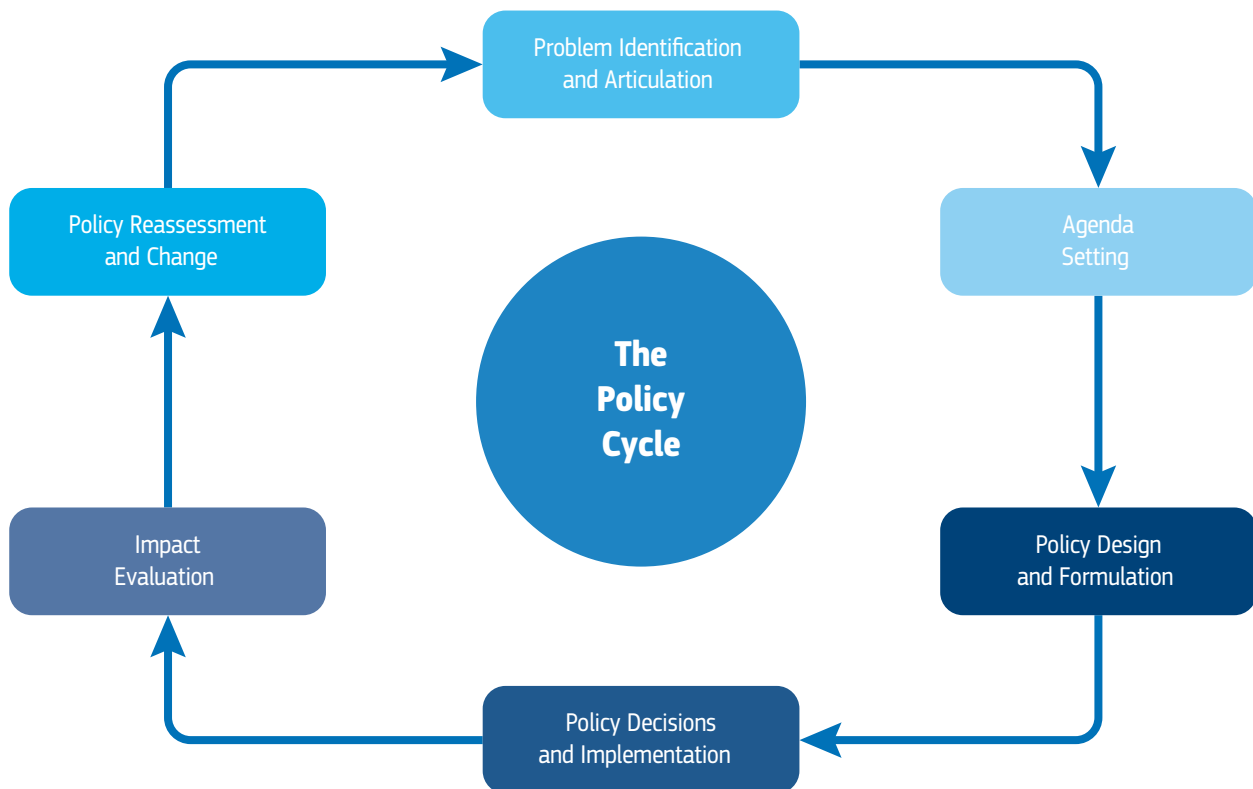 Problem Identification
and Articulation
Policy Reassessment
and Change
Agenda
Setting
The
Policy
Cycle
Impact
Evaluation
Policy Design
and Formulation
Policy Decisions
and Implementation